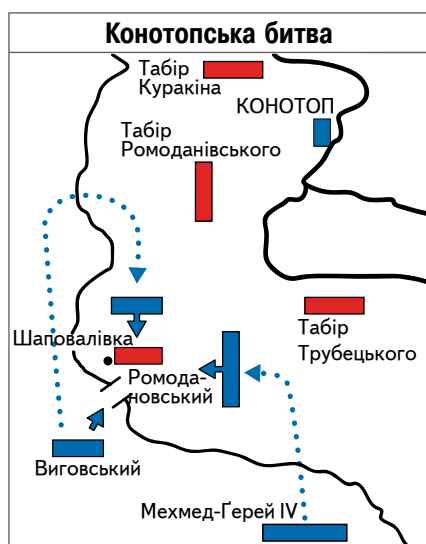 Конотопська битва
Табір
Куракіна
КОНОТОП
Табір
Ромоданівського
Шаповалівка
Табір
Трубецького
Ромода-
новський
Виговський
Мехмед-Ґерей IV